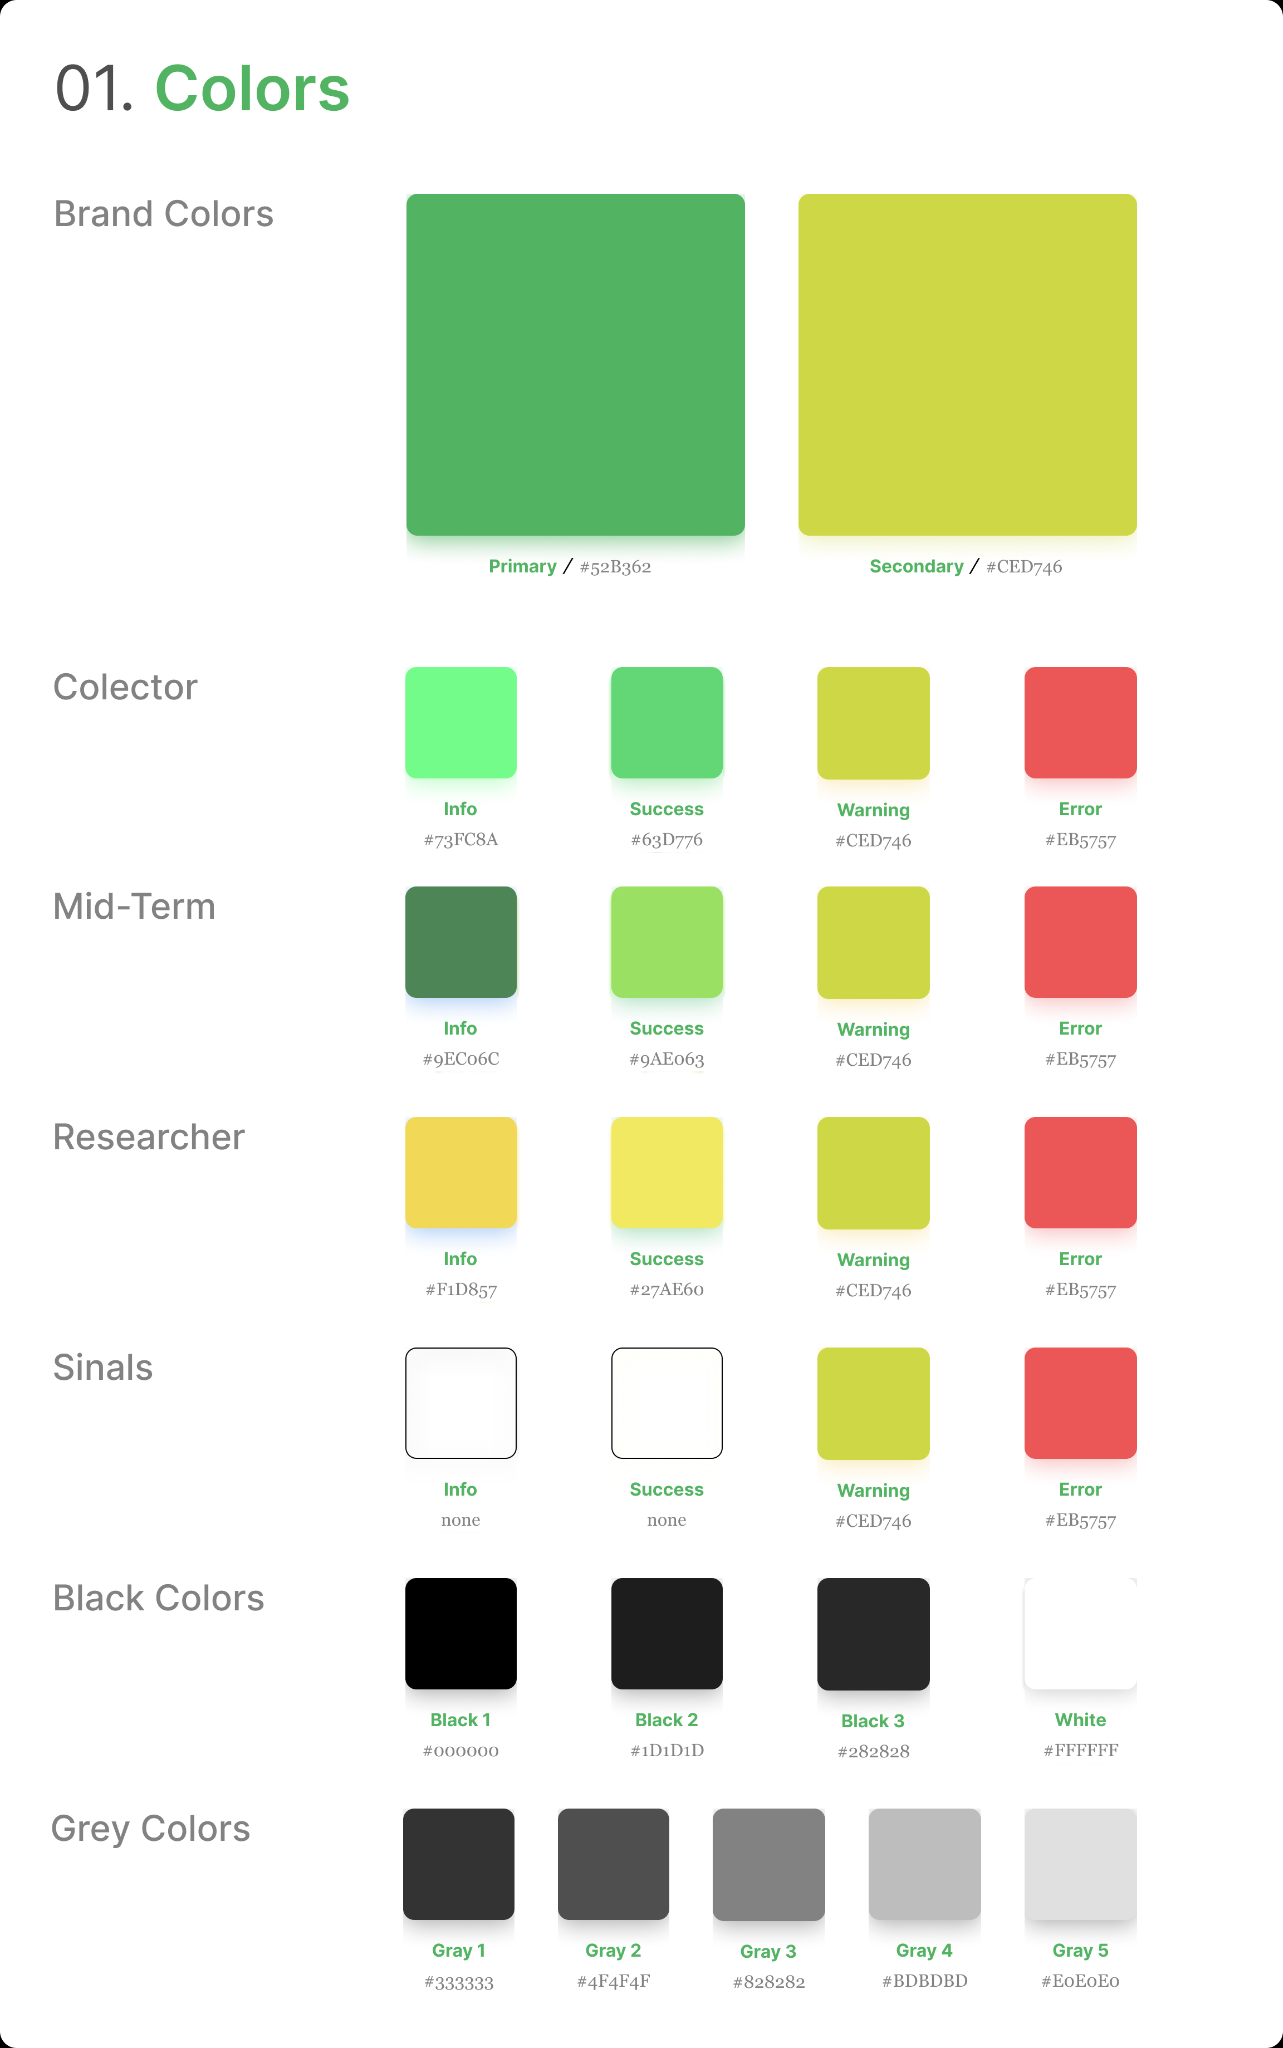 01. Colors
Brand Colors
Primary / #52B362
Secondary / #CED746
Colector
Info
Success
Warning
Error
#73FC8A
#63D776
#CED746
#EB5757
Mid-Term
Info
Success
Warning
Error
#9EC06C
#9AE063
#CED746
#EB5757
Researcher
Info
Success
Warning
Error
#F1D857
#27AE60
#CED746
#EB5757
Sinals
Info
Success
Warning
Error
none
none
#CED746
#EB5757
Black Colors
Black 1
Black 2
Black 3
White
#000000
#1D1D1D
#282828
#FFFFFF
Grey Colors
Gray 1
Gray 2
Gray 3
Gray 4
Gray 5
#333333
#4F4F4F
#828282
#BDBDBD
#E0E0E0